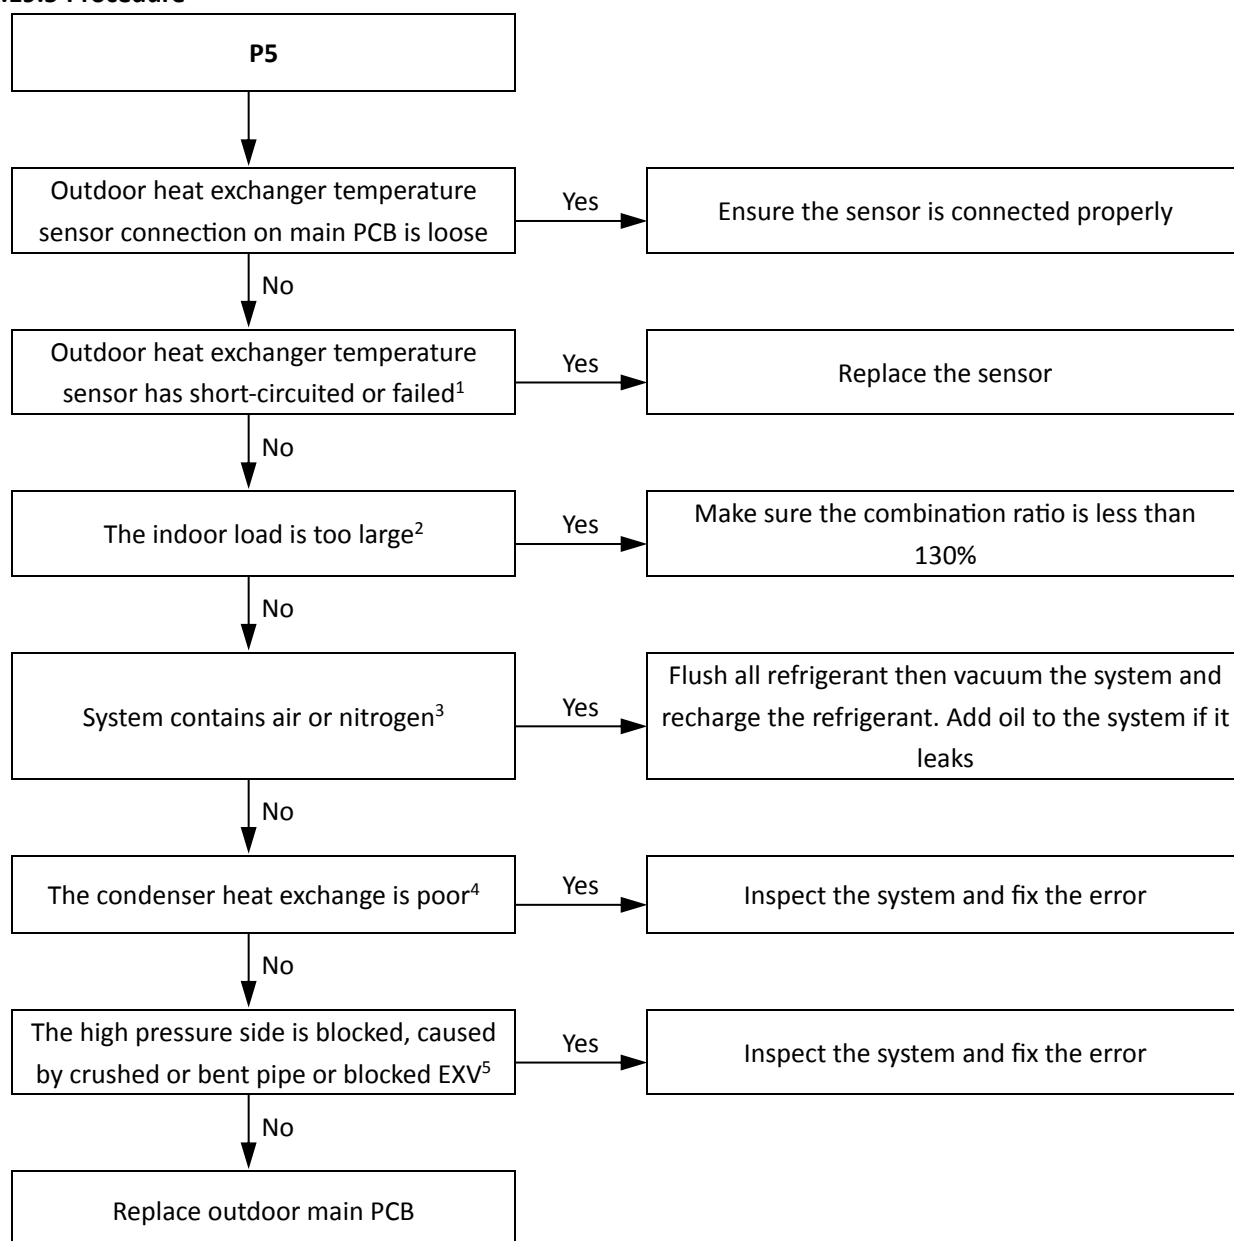 Procedure
P5
Outdoor heat exchanger temperature
sensor connection on main PCB is loose
Yes
Ensure the sensor is connected properly
No
Outdoor heat exchanger temperature
sensor has short-circuited or failed1
Yes
Replace the sensor
No
The indoor load is too large2
Yes
Make sure the combination ratio is less than
130%
No
System contains air or nitrogen3
Yes
Flush all refrigerant then vacuum the system and
recharge the refrigerant. Add oil to the system if it
leaks
No
The condenser heat exchange is poor4
Yes
Inspect the system and fix the error
No
The high pressure side is blocked, caused
by crushed or bent pipe or blocked EXV5
Yes
Inspect the system and fix the error
No
Replace outdoor main PCB